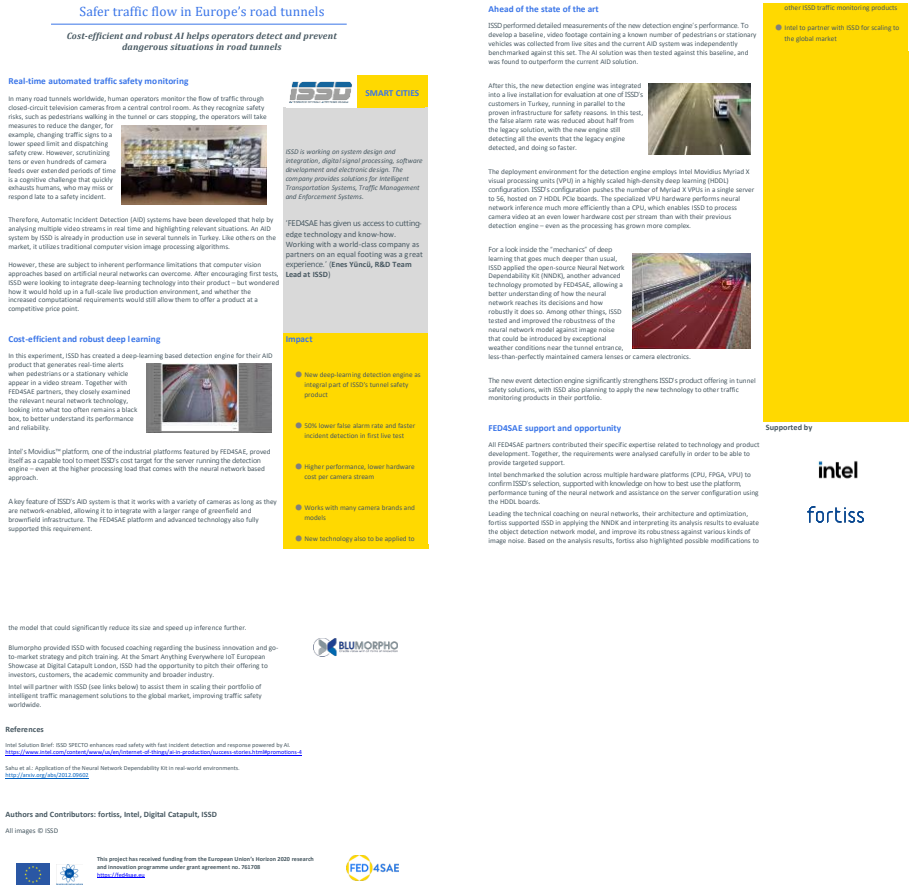 Safer traffic flow in Europe's road tunnels
Cost-efficient and robust AI helps operators detect and prevent
dangerous situations in road tunnels
Real-time automated traffic safety monitoring
In many road tunnels worldwide, human operators monitor the flow of traffic through
closed-circuit television cameras from a central control room. As they recognize safety
risks, such as pedestrians walking in the tunnel or cars stopping, the operators will take
measures to reduce the danger, for
example, changing traffic signs to a
lower speed limit and dispatching
safety crew. However, scrutinizing
tens or even hundreds of camera
feeds over extended periods of time
is a cognitive challenge that quickly
exhausts humans, who may miss or
respond late to a safety incident.
Therefore, Automatic Incident Detection (AID) systems have been developed that help by
analysing multiple video streams in real time and highlighting relevant situations. An AID
system by ISSD is already in production use in several tunnels in Turkey. Like others on the
market, it utilizes traditional computer vision image processing algorithms.
However, these are subject to inherent performance limitations that computer vision
approaches based on artificial neural networks can overcome. After encouraging first tests,
ISSD were looking to integrate deep-learning technology into their product – but wondered
how it would hold up in a full-scale live production environment, and whether the
increased computational requirements would still allow them to offer a product at a
competitive price point.
Cost-efficient and robust deep learning
In this experiment, ISSD has created a deep-learning based detection engine for their AID
product that generates real-time alerts
when pedestrians or a stationary vehicle
appear in a video stream. Together with
FED4SAE partners, they closely examined
the relevant neural network technology,
looking into what too often remains a black
box, to better understand its performance
and reliability.
Intel's Movidius™ platform, one of the industrial platforms featured by FED4SAE, proved
itself as a capable tool to meet ISSD's cost target for the server running the detection
engine – even at the higher processing load that comes with the neural network based
approach.
A key feature of ISSD's AID system is that it works with a variety of cameras as long as they
are network-enabled, allowing it to integrate with a larger range of greenfield and
brownfield infrastructure. The FED4SAE platform and advanced technology also fully
supported this requirement.
ISSD
SMART CITIES
ISSD is working on system design and
integration, digital signal processing, software
development and electronic design. The
company provides solutions for Intelligent
Transportation Systems, Traffic Management
and Enforcement Systems.
"FED4SAE has given us access to cutting-
edge technology and know-how.
Working with a world-class company as
partners on an equal footing was a great
experience." (Enes Yüncü, R&D Team
Lead at ISSD)
Impact
New deep-learning detection engine as
integral part of ISSD's tunnel safety
product
50% lower false alarm rate and faster
incident detection in first live test
Higher performance, lower hardware
cost per camera stream
Works with many camera brands and
models
New technology also to be applied to
Ahead of the state of the art
ISSD performed detailed measurements of the new detection engine's performance. To
develop a baseline, video footage containing a known number of pedestrians or stationary
vehicles was collected from live sites and the current AID system was independently
benchmarked against this set. The AI solution was then tested against this baseline, and
was found to outperform the current AID solution.
After this, the new detection engine was integrated
into a live installation for evaluation at one of ISSD's
customers in Turkey, running in parallel to the
proven infrastructure for safety reasons. In this test,
the false alarm rate was reduced about half from
the legacy solution, with the new engine still
detecting all the events that the legacy engine
detected, and doing so faster.
The deployment environment for the detection engine employs Intel Movidius Myriad X
visual processing units (VPU) in a highly scaled high-density deep learning (HDDL)
configuration. ISSD's configuration pushes the number of Myriad X VPUs in a single server
to 56, hosted on 7 HDDL PCIe boards. The specialized VPU hardware performs neural
network inference much more efficiently than a CPU, which enables ISSD to process
camera video at an even lower hardware cost per stream than with their previous
detection engine – even as the processing has grown more complex.
For a look inside the "mechanics" of deep
learning that goes much deeper than usual,
ISSD applied the open-source Neural Network
Dependability Kit (NNDK), another advanced
technology promoted by FED4SAE, allowing a
better understanding of how the neural
network reaches its decisions and how
robustly it does so. Among other things, ISSD
tested and improved the robustness of the
neural network model against image noise
that could be introduced by exceptional
weather conditions near the tunnel entrance,
less-than-perfectly maintained camera lenses or camera electronics.
The new event detection engine significantly strengthens ISSD's product offering in tunnel
safety solutions, with ISSD also planning to apply the new technology to other traffic
monitoring products in their portfolio.
FED4SAE support and opportunity
All FED4SAE partners contributed their specific expertise related to technology and product
development. Together, the requirements were analysed carefully in order to be able to
provide targeted support.
Intel benchmarked the solution across multiple hardware platforms (CPU, FPGA, VPU) to
confirm ISSD's selection, supported with knowledge on how to best use the platform,
performance tuning of the neural network and assistance on the server configuration using
the HDDL boards.
Leading the technical coaching on neural networks, their architecture and optimization,
fortiss supported ISSD in applying the NNDK and interpreting its analysis results to evaluate
the object detection network model, and improve its robustness against various kinds of
image noise. Based on the analysis results, fortiss also highlighted possible modifications to
other ISSD traffic monitoring products
Intel to partner with ISSD for scaling to
the global market
Supported by
intel
fortiss
the model that could significantly reduce its size and speed up inference further.
Blumorpho provided ISSD with focused coaching regarding the business innovation and go-
to-market strategy and pitch training. At the Smart Anything Everywhere IoT European
Showcase at Digital Catapult London, ISSD had the opportunity to pitch their offering to
investors, customers, the academic community and broader industry.
Intel will partner with ISSD (see links below) to assist them in scaling their portfolio of
intelligent traffic management solutions to the global market, improving traffic safety
worldwide.
BLUMORPHO
References
Intel Solution Brief: ISSD SPECTO enhances road safety with fast incident detection and response powered by AI.
https://www.intel.com/content/www/us/en/internet-of-things/ai-in-production/success-stories.html#promotions-4
Sahu et al.: Application of the Neural Network Dependability Kit in real-world environments.
http://arxiv.org/abs/2012.09602
Authors and Contributors: fortiss, Intel, Digital Catapult, ISSD
All images © ISSD
This project has received funding from the European Union's Horizon 2020 research
and innovation programme under grant agreement no. 761708
https://fed4sae.eu
FED4SAE